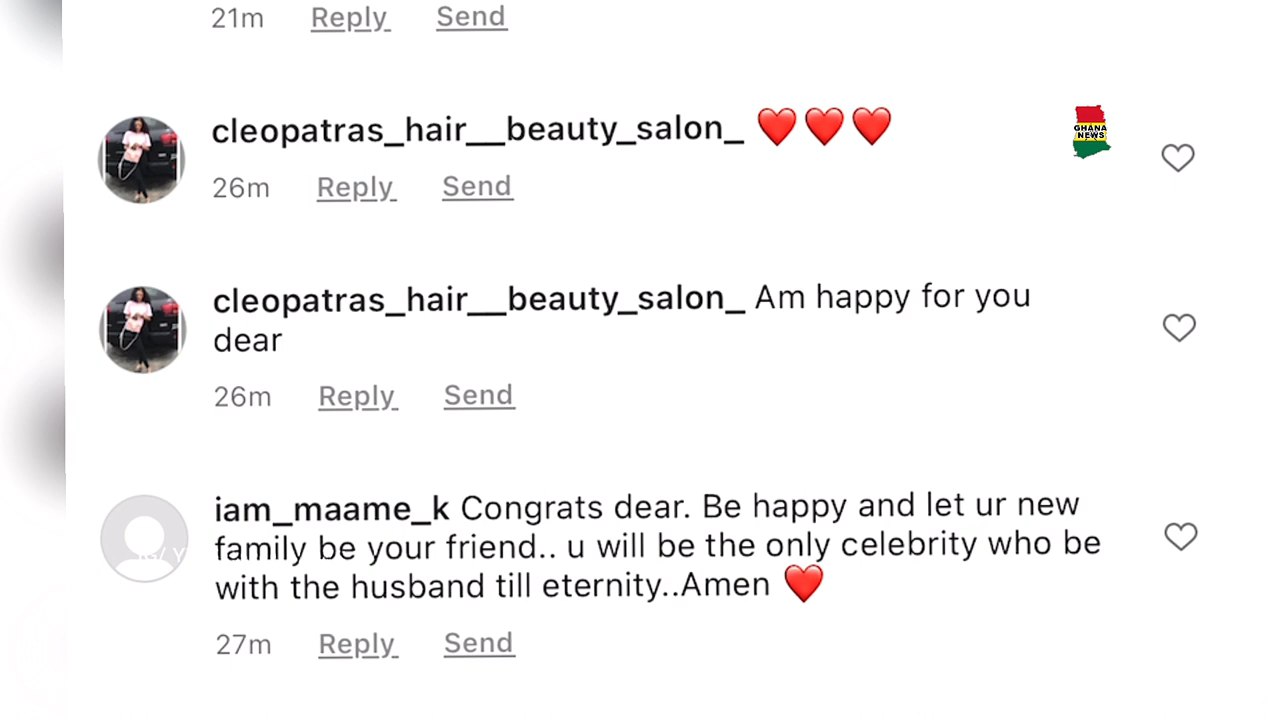 21m Reply Send
cleopatras_hair__beauty_salon_ ❤️❤️❤️
GHANA
NEWS
26m Reply Send
cleopatras_hair__beauty_salon_ Am happy for you
dear
26m Reply Send
iam_maame_k Congrats dear. Be happy and let ur new
family be your friend.. u will be the only celebrity who be
with the husband till eternity..Amen ❤️
27m Reply Send